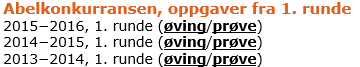 Abelkonkurransen, oppgaver fra 1. runde
2015−2016, 1. runde (øving/prøve)
2014−2015, 1. runde (øving/prøve)
2013−2014, 1. runde (øving/prøve)